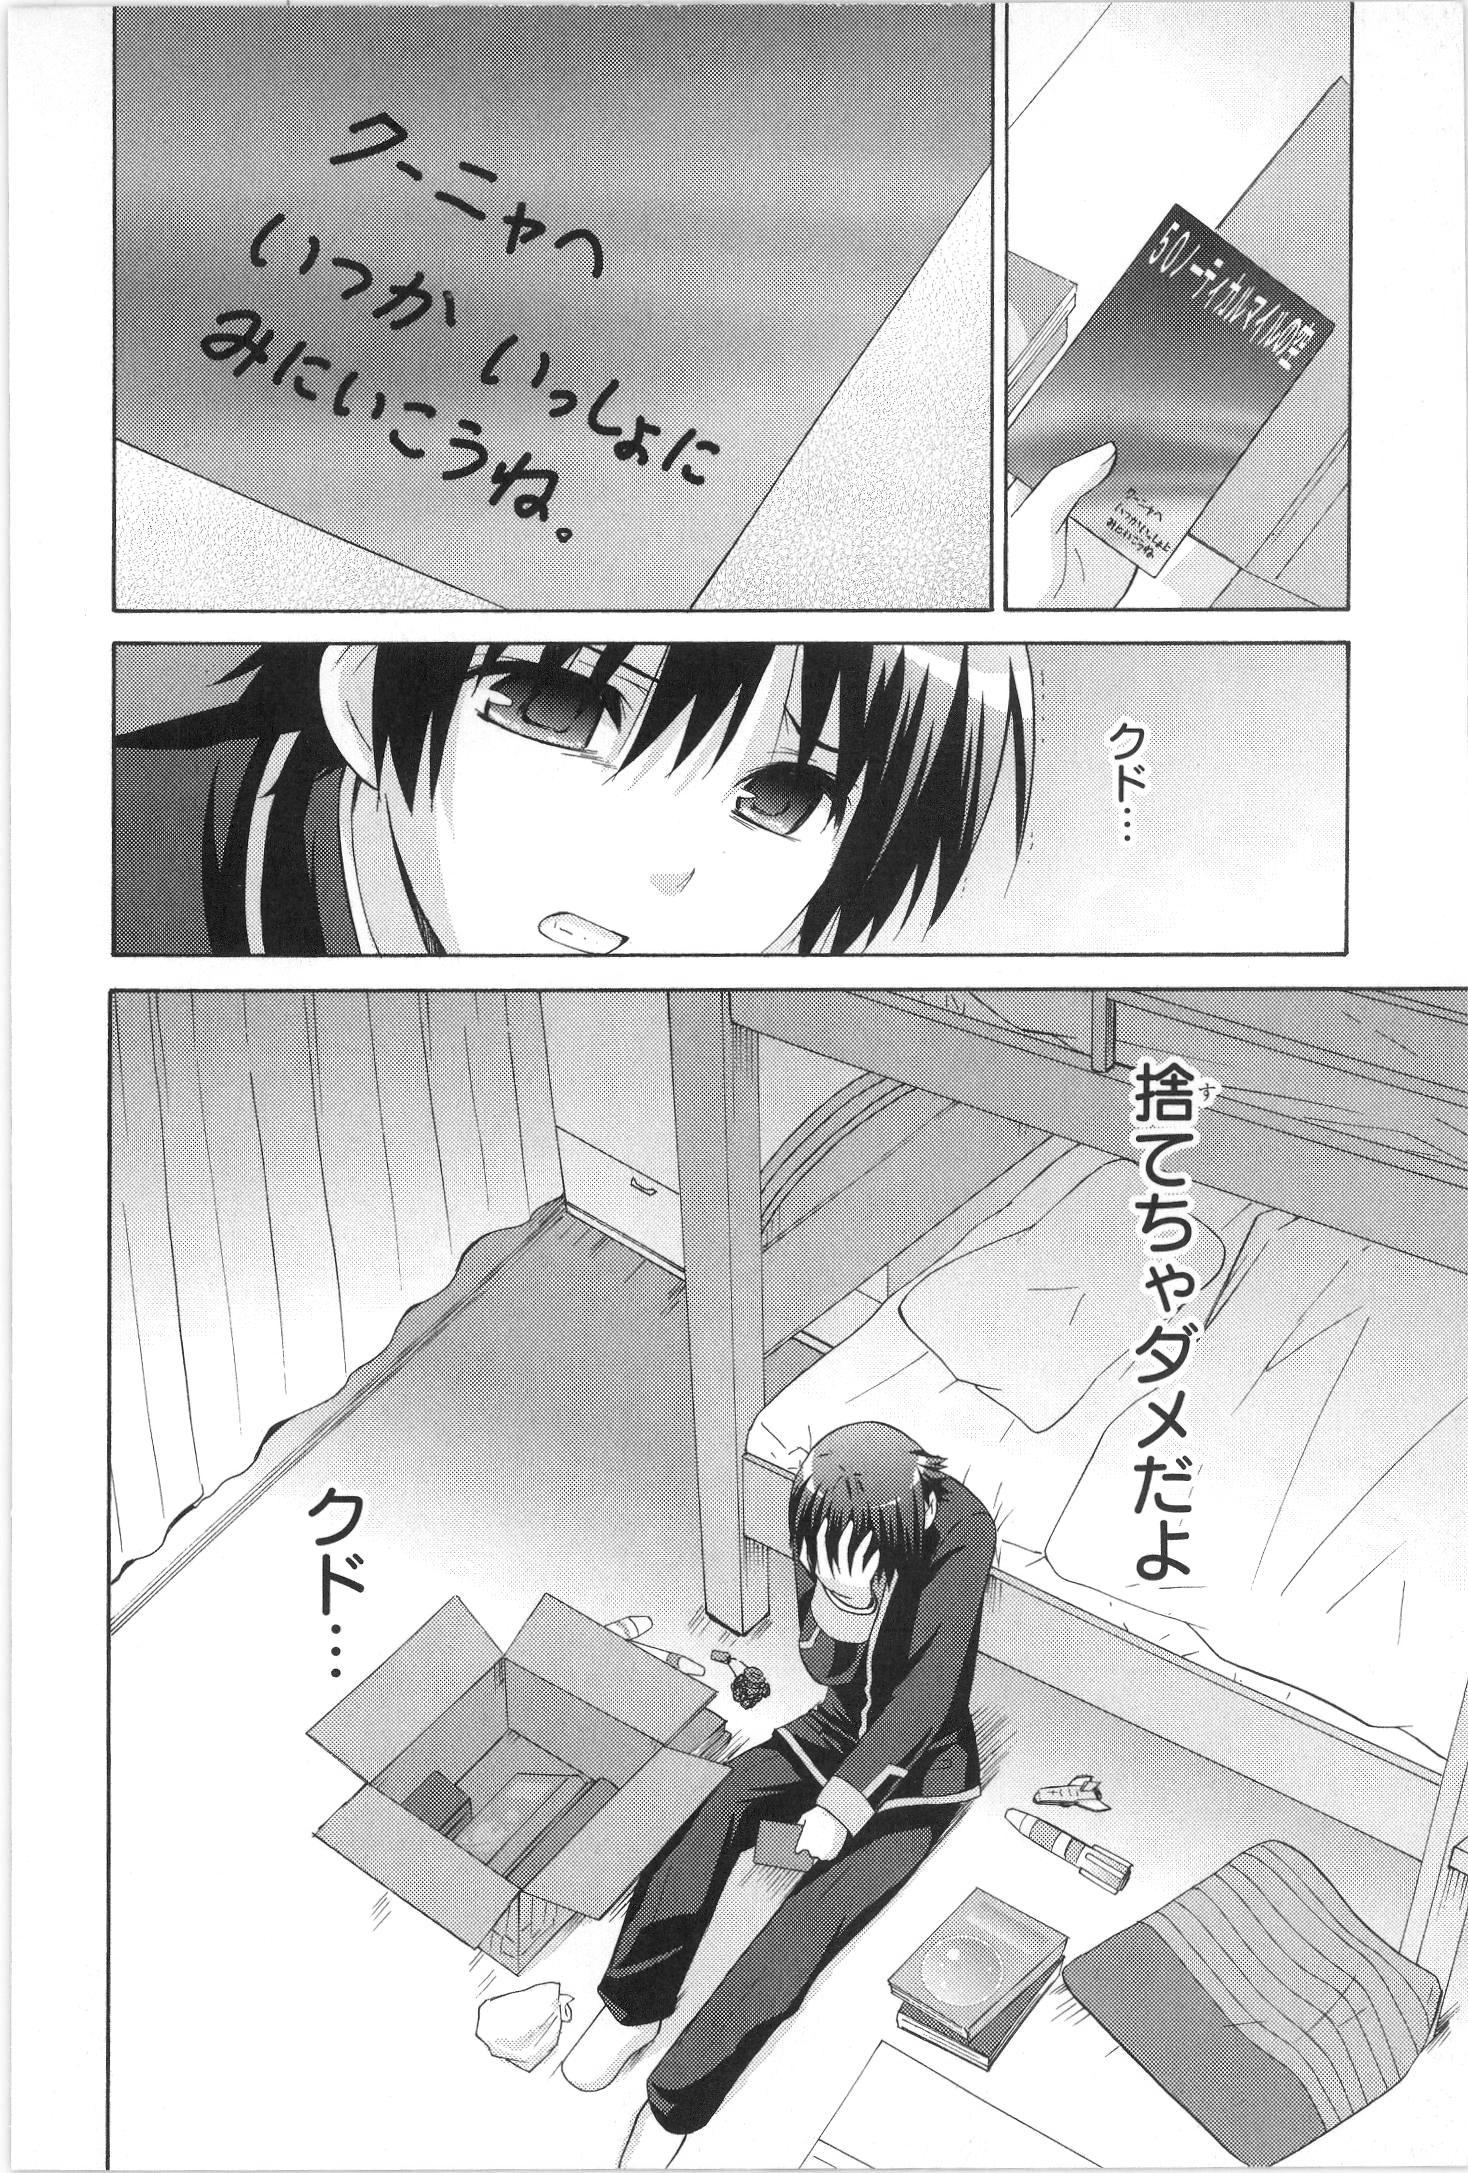 50ノーティカルマイルの空
クーニャへ
いつかいっしょに
みにいこうね
クーニャへ
いつか いっしょに
みにいこうね。
クド…
捨てちゃダメだよ
す
クド…